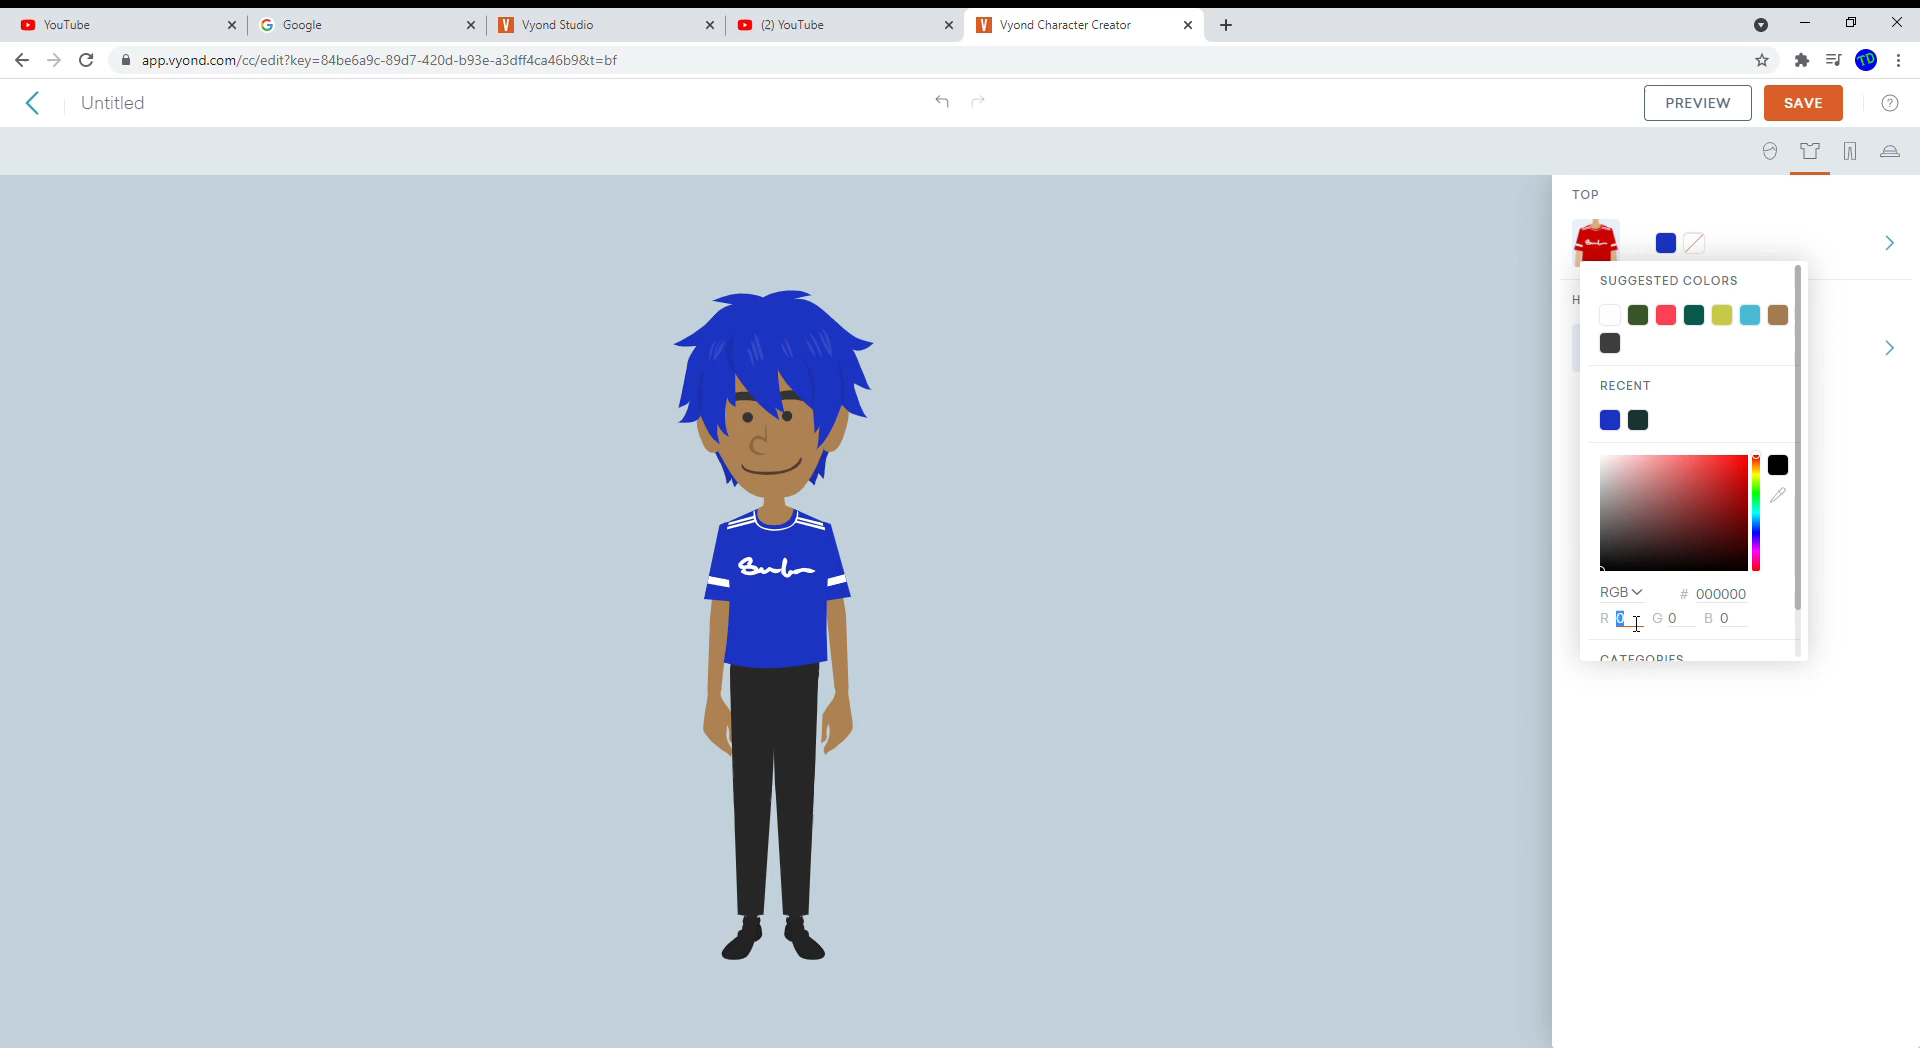 YouTube
Google
Vyond Studio
(2) YouTube
Vyond Character Creator
app.vyond.com/cc/edit?key=84be6a9c-89d7-420d-b93e-a3dff4ca46b9&t=bf
TD
Untitled
PREVIEW
SAVE
TOP
SUGGESTED COLORS
H
RECENT
RGB # 000000
R 0 G 0 B 0
CATEGORIES